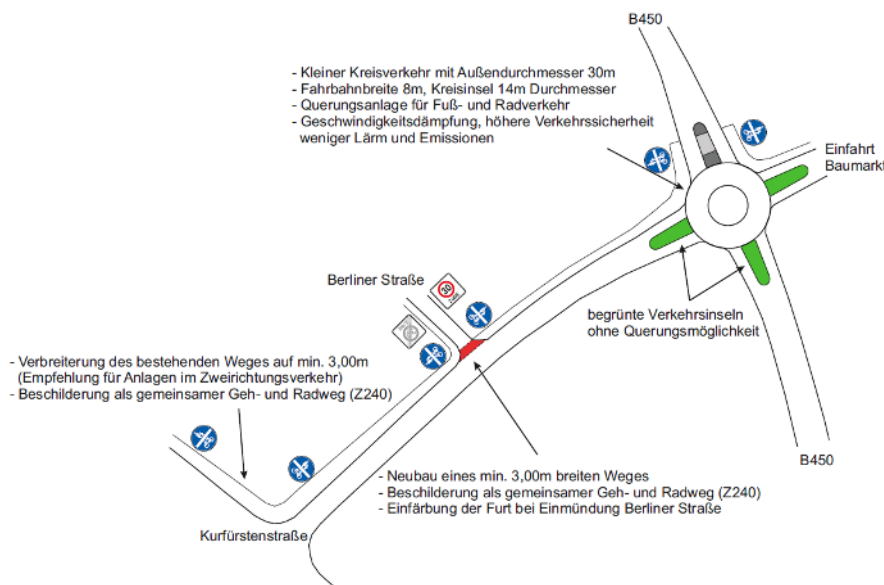 B450
- Kleiner Kreisverkehr mit Außendurchmesser 30m
- Fahrbahnbreite 8m, Kreisinsel 14m Durchmesser
- Querungsanlage für Fuß- und Radverkehr
- Geschwindigkeitsdämpfung, höhere Verkehrssicherheit
weniger Lärm und Emissionen
Einfahrt
Baumarkt
Berliner Straße
30
begrünte Verkehrsinseln
ohne Querungsmöglichkeit
- Verbreiterung des bestehenden Weges auf min. 3,00m
(Empfehlung für Anlagen im Zweirichtungsverkehr)
- Beschilderung als gemeinsamer Geh- und Radweg (Z240)
B450
- Neubau eines min. 3,00m breiten Weges
- Beschilderung als gemeinsamer Geh- und Radweg (Z240)
- Einfärbung der Furt bei Einmündung Berliner Straße
Kurfürstenstraße